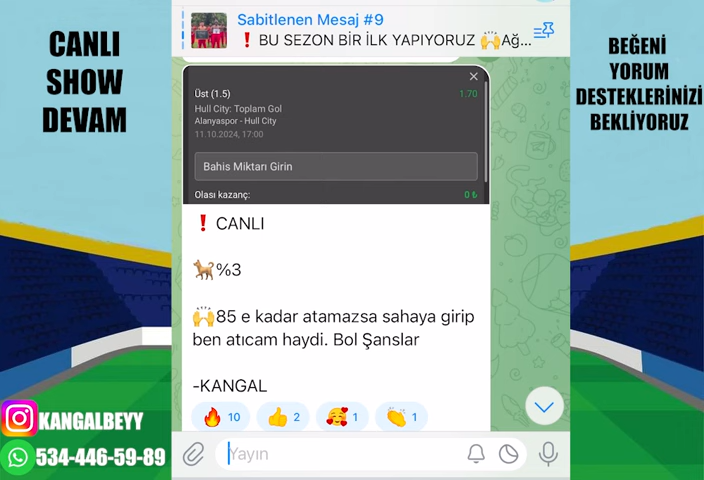 CANLI
SHOW
DEVAM
Sabitlenen Mesaj #9
❗ BU SEZON BİR İLK YAPIYORUZ 🙌Ağ...
BEĞENİ
YORUM
DESTEKLERİNİZİ
BEKLİYORUZ
Üst (1.5) 1.70
Hull City: Toplam Gol
Alanyaspor - Hull City
11.10.2024, 17:00
Bahis Miktarı Girin
Olası kazanç: 0 ₺
❗ CANLI
🐕%3
🙌85 e kadar atamazsa sahaya girip
ben atıcam haydi. Bol Şanslar
-KANGAL
🔥 10 👍 2 🥰 1 👏 1
Yayın
KANGALBEYY
534-446-59-89